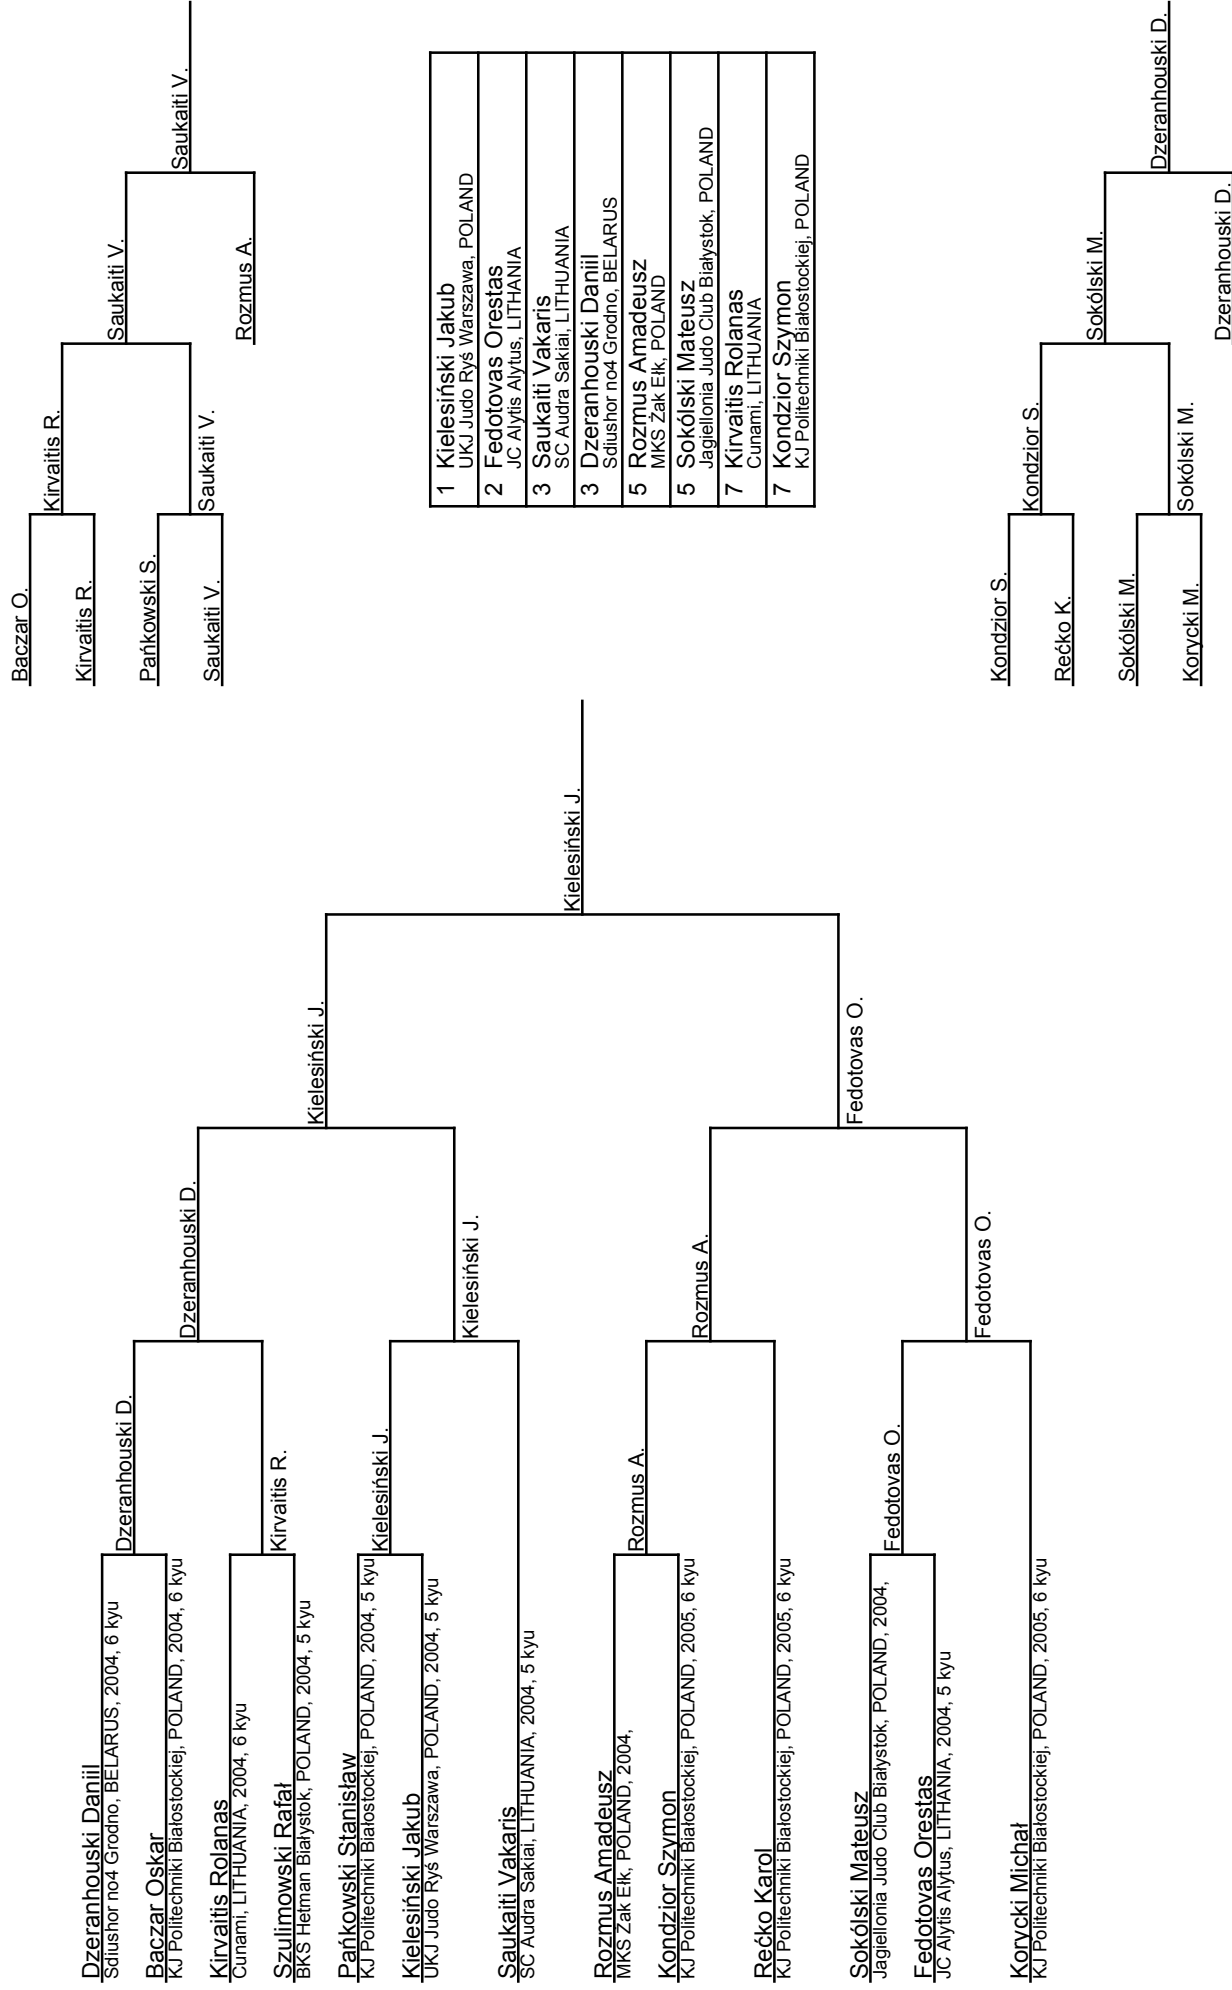 Dzeranhouski Daniil
Sdiushor no4 Grodno, BELARUS, 2004, 6 kyu
Baczar Oskar
KJ Politechniki Białostockiej, POLAND, 2004, 6 kyu
Kirvaitis Rolanas
Cunami, LITHUANIA, 2004, 6 kyu
Szulimowski Rafał
BKS Hetman Białystok, POLAND, 2004, 5 kyu
Pańkowski Stanisław
KJ Politechniki Białostockiej, POLAND, 2004, 5 kyu
Kielesiński Jakub
UKJ Judo Ryś Warszawa, POLAND, 2004, 5 kyu
Saukaiti Vakaris
SC Audra Sakiai, LITHUANIA, 2004, 5 kyu
Rozmus Amadeusz
MKS Żak Ełk, POLAND, 2004,
Kondzior Szymon
KJ Politechniki Białostockiej, POLAND, 2005, 6 kyu
Rećko Karol
KJ Politechniki Białostockiej, POLAND, 2005, 6 kyu
Sokólski Mateusz
Jagiellonia Judo Club Białystok, POLAND, 2004,
Fedotovas Orestas
JC Alytis Alytus, LITHANIA, 2004, 5 kyu
Korycki Michał
KJ Politechniki Białostockiej, POLAND, 2005, 6 kyu
Dzeranhouski D.
Kirvaitis R.
Kielesiński J.
Rozmus A.
Fedotovas O.
Dzeranhouski D.
Kielesiński J.
Rozmus A.
Fedotovas O.
Kielesiński J.
Fedotovas O.
Kielesiński J.
Baczar O.
Kirvaitis R.
Pańkowski S.
Saukaiti V.
Kirvaitis R.
Saukaiti V.
Saukaiti V.
Rozmus A.
Saukaiti V.
1 Kielesiński Jakub
UKJ Judo Ryś Warszawa, POLAND
2 Fedotovas Orestas
JC Alytis Alytus, LITHANIA
3 Saukaiti Vakaris
SC Audra Sakiai, LITHUANIA
3 Dzeranhouski Daniil
Sdiushor no4 Grodno, BELARUS
5 Rozmus Amadeusz
MKS Żak Ełk, POLAND
5 Sokólski Mateusz
Jagiellonia Judo Club Białystok, POLAND
7 Kirvaitis Rolanas
Cunami, LITHUANIA
7 Kondzior Szymon
KJ Politechniki Białostockiej, POLAND
Kondzior S.
Rećko K.
Sokólski M.
Korycki M.
Kondzior S.
Sokólski M.
Sokólski M.
Dzeranhouski D.
Dzeranhouski D.